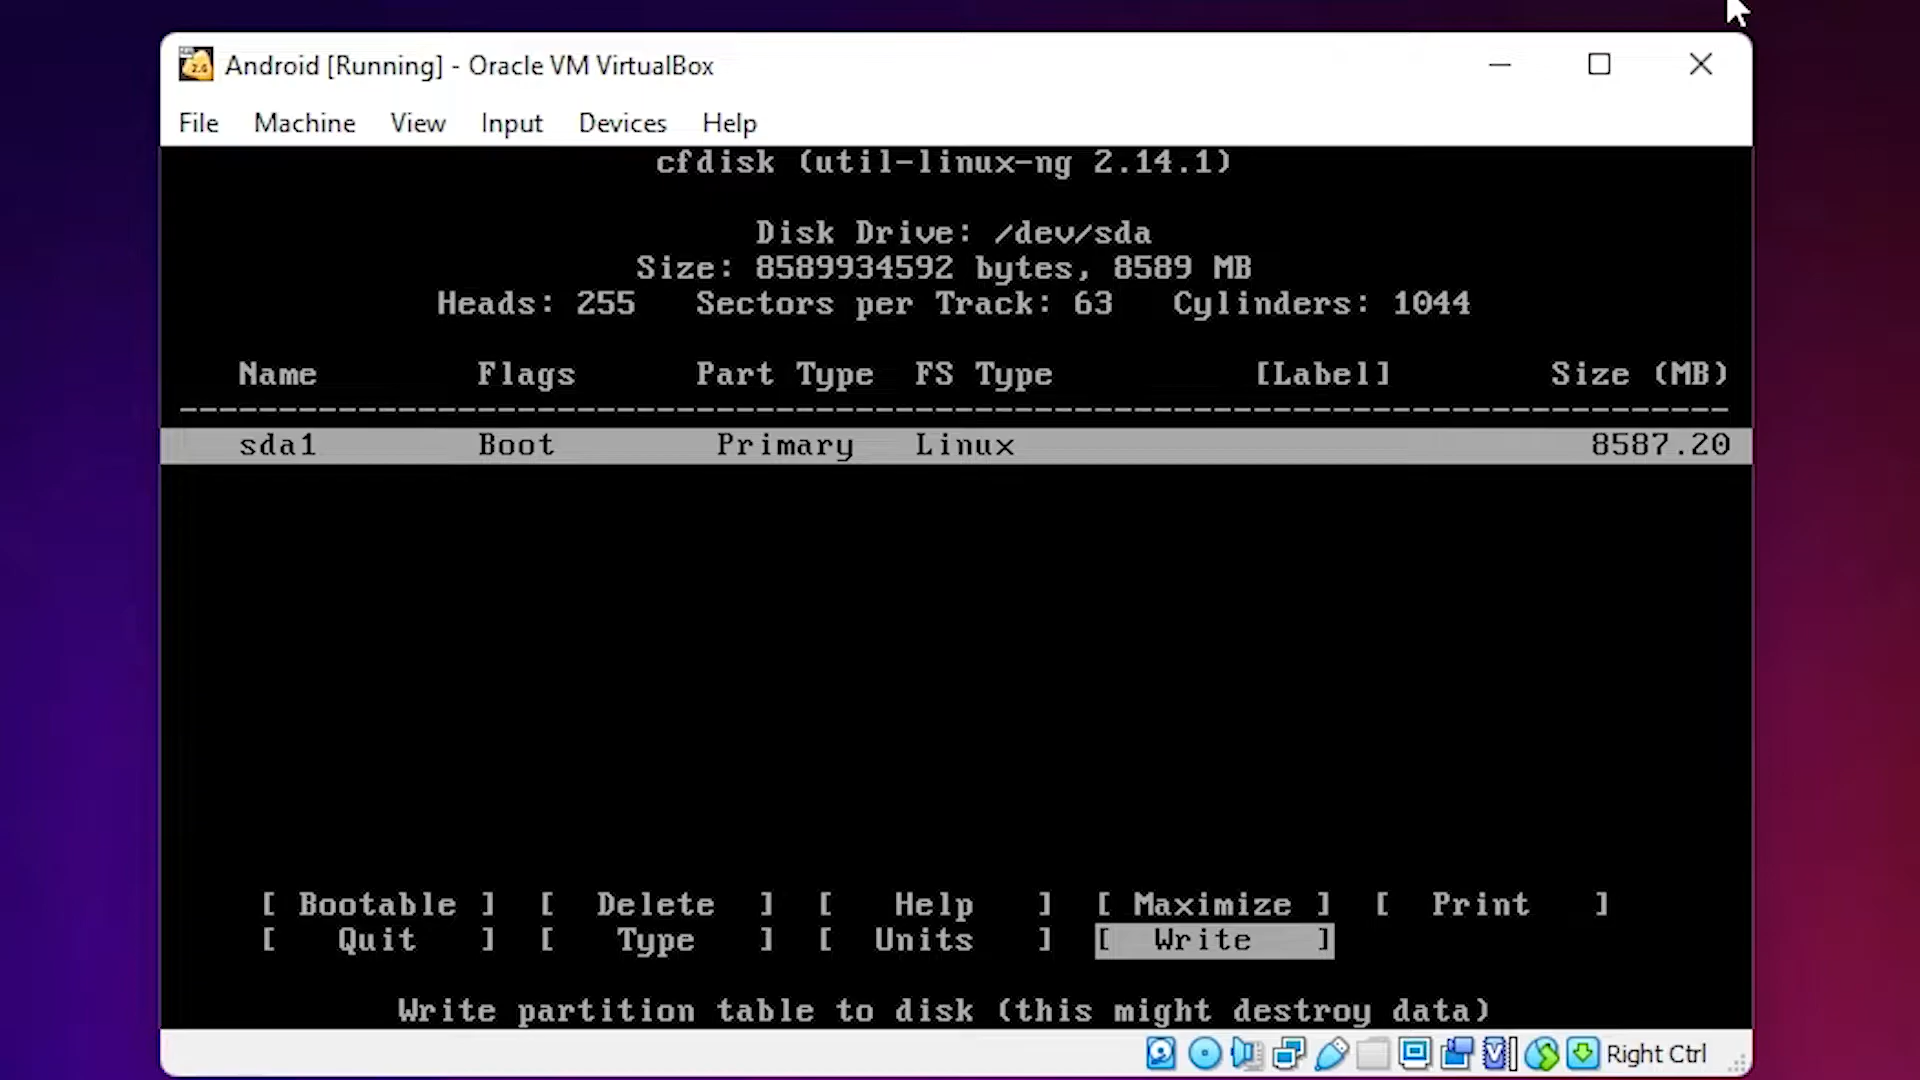 Android [Running] - Oracle VM VirtualBox
File Machine View Input Devices Help
cfdisk (util-linux-ng 2.14.1)
Disk Drive: /dev/sda
Size: 8589934592 bytes, 8589 MB
Heads: 255 Sectors per Track: 63 Cylinders: 1044
Name Flags Part Type FS Type [Label] Size (MB)
--------------------------------------------------------------------------------
sda1 Boot Primary Linux 8587.20
[ Bootable ] [ Delete ] [ Help ] [ Maximize ] [ Print ]
[ Quit ] [ Type ] [ Units ] [ Write ]
Write partition table to disk (this might destroy data)
Right Ctrl